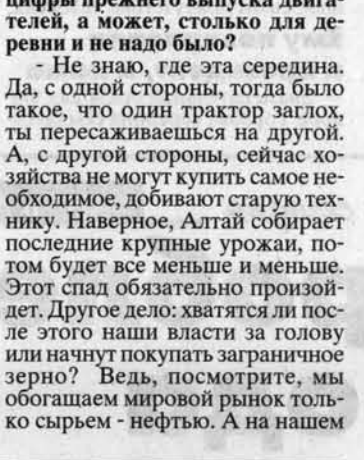 цифры прежнего выпуска двига-
телей, а может, столько для де-
ревни и не надо было?
- Не знаю, где эта середина.
Да, с одной стороны, тогда было
такое, что один трактор заглох,
ты пересаживаешься на другой.
А, с другой стороны, сейчас хо-
зяйства не могут купить самое не-
обходимое, добивают старую тех-
нику. Наверное, Алтай собирает
последние крупные урожаи, по-
том будет все меньше и меньше.
Этот спад обязательно произой-
дет. Другое дело: хватятся ли пос-
ле этого наши власти за голову
или начнут покупать заграничное
зерно? Ведь, посмотрите, мы
обогащаем мировой рынок толь-
ко сырьем - нефтью. А на нашем